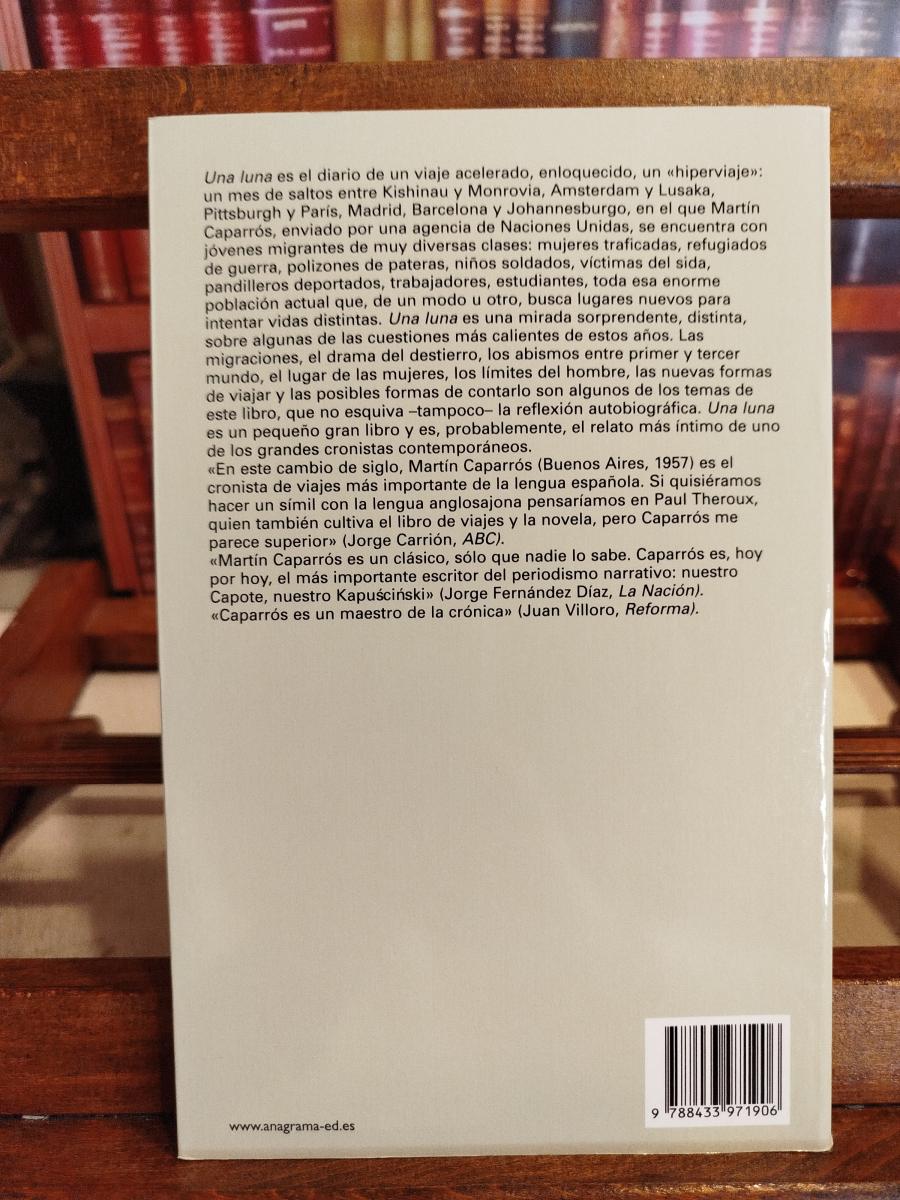 Una luna es el diario de un viaje acelerado, enloquecido, un «hiperviaje»:
un mes de saltos entre Kishinau y Monrovia, Amsterdam y Lusaka,
Pittsburgh y París, Madrid, Barcelona y Johannesburgo, en el que Martín
Caparrós, enviado por una agencia de Naciones Unidas, se encuentra con
jóvenes migrantes de muy diversas clases: mujeres traficadas, refugiados
de guerra, polizones de pateras, niños soldados, víctimas del sida,
pandilleros deportados, trabajadores, estudiantes, toda esa enorme
población actual que, de un modo u otro, busca lugares nuevos para
intentar vidas distintas. Una luna es una mirada sorprendente, distinta,
sobre algunas de las cuestiones más calientes de estos años. Las
migraciones, el drama del destierro, los abismos entre primer y tercer
mundo, el lugar de las mujeres, los límites del hombre, las nuevas formas
de viajar y las posibles formas de contarlo son algunos de los temas de
este libro, que no esquiva –tampoco– la reflexión autobiográfica. Una luna
es un pequeño gran libro y es, probablemente, el relato más íntimo de uno
de los grandes cronistas contemporáneos.
«En este cambio de siglo, Martín Caparrós (Buenos Aires, 1957) es el
cronista de viajes más importante de la lengua española. Si quisiéramos
hacer un símil con la lengua anglosajona pensaríamos en Paul Theroux,
quien también cultiva el libro de viajes y la novela, pero Caparrós me
parece superior» (Jorge Carrión, ABC).
«Martín Caparrós es un clásico, sólo que nadie lo sabe. Caparrós es, hoy
por hoy, el más importante escritor del periodismo narrativo: nuestro
Capote, nuestro Kapuściński» (Jorge Fernández Díaz, La Nación).
«Caparrós es un maestro de la crónica» (Juan Villoro, Reforma).
www.anagrama-ed.es
9 788433 971906